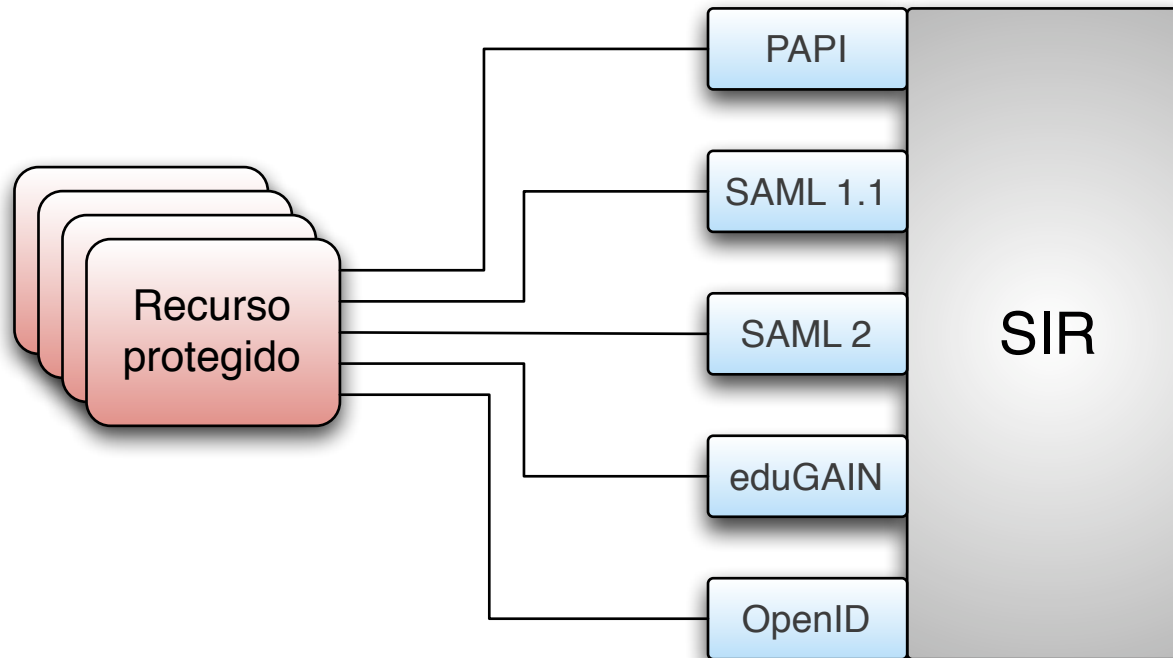 PAPI
SAML 1.1
Recurso
protegido
SAML 2
SIR
eduGAIN
OpenID